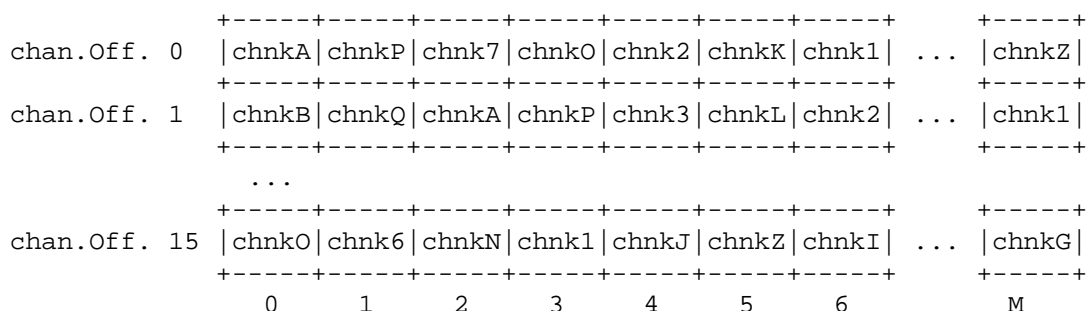 +-----+-----+-----+-----+-----+-----+-----+     +-----+
chan.Off. 0  |chnkA|chnkP|chnk7|chnkO|chnk2|chnkK|chnk1| ... |chnkZ|
             +-----+-----+-----+-----+-----+-----+-----+     +-----+
chan.Off. 1  |chnkB|chnkQ|chnkA|chnkP|chnk3|chnkL|chnk2| ... |chnk1|
             +-----+-----+-----+-----+-----+-----+-----+     +-----+
               ...
             +-----+-----+-----+-----+-----+-----+-----+     +-----+
chan.Off. 15 |chnkO|chnk6|chnkN|chnk1|chnkJ|chnkZ|chnkI| ... |chnkG|
             +-----+-----+-----+-----+-----+-----+-----+     +-----+
                0     1     2     3     4     5     6          M